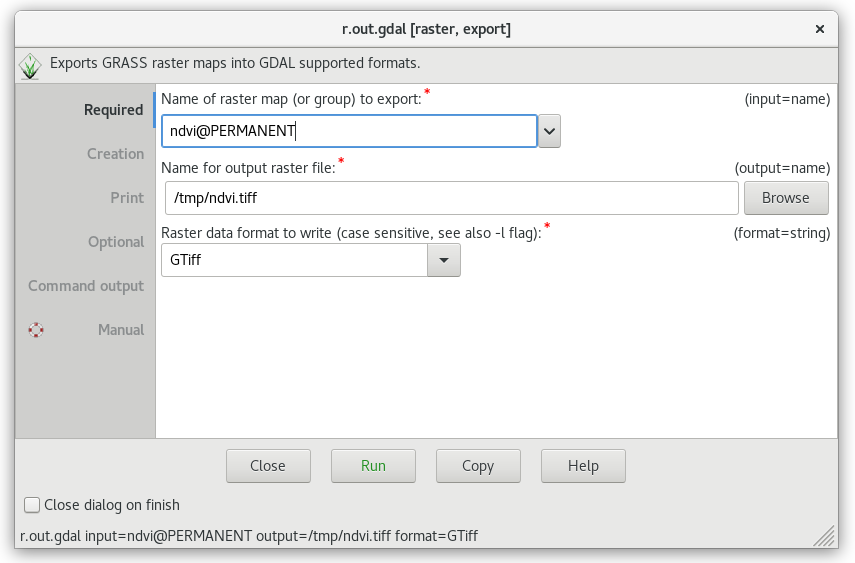 r.out.gdal [raster, export]
Exports GRASS raster maps into GDAL supported formats.
Required
Creation
Print
Optional
Command output
Manual
Name of raster map (or group) to export:* (input=name)
ndvi@PERMANENT
Name for output raster file:* (output=name)
/tmp/ndvi.tiff Browse
Raster data format to write (case sensitive, see also -l flag):* (format=string)
GTiff
Close Run Copy Help
Close dialog on finish
r.out.gdal input=ndvi@PERMANENT output=/tmp/ndvi.tiff format=GTiff